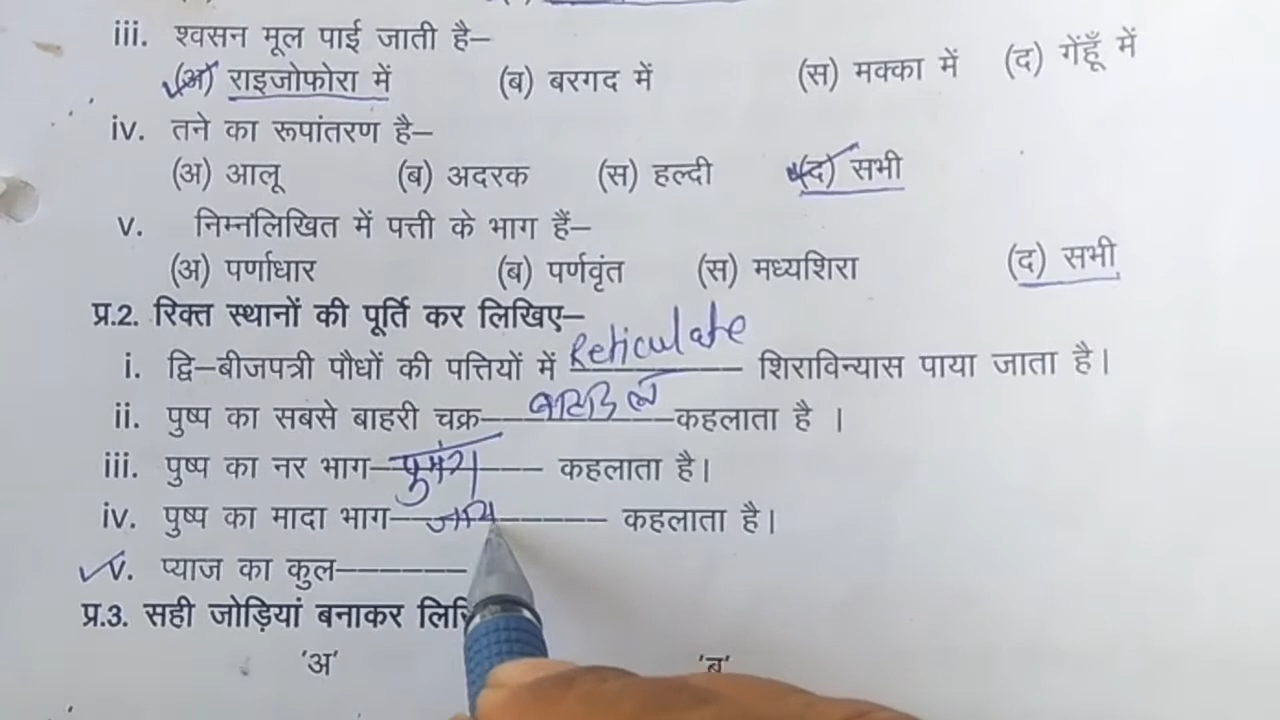 iii. श्वसन मूल पाई जाती है–
(अ) राइजोफोरा में (ब) बरगद में (स) मक्का में (द) गेंहूँ में
iv. तने का रूपांतरण है–
(अ) आलू (ब) अदरक (स) हल्दी (द) सभी
v. निम्नलिखित में पत्ती के भाग हैं–
(अ) पर्णाधार (ब) पर्णवृंत (स) मध्यशिरा (द) सभी
प्र.2. रिक्त स्थानों की पूर्ति कर लिखिए–
i. द्वि–बीजपत्री पौधों की पत्तियों में Reticulate शिराविन्यास पाया जाता है।
ii. पुष्प का सबसे बाहरी चक्र कहलाता है ।
iii. पुष्प का नर भाग पुमंग कहलाता है।
iv. पुष्प का मादा भाग कहलाता है।
v. प्याज का कुल–––––––
प्र.3. सही जोड़ियां बनाकर
'अ' 'ब'